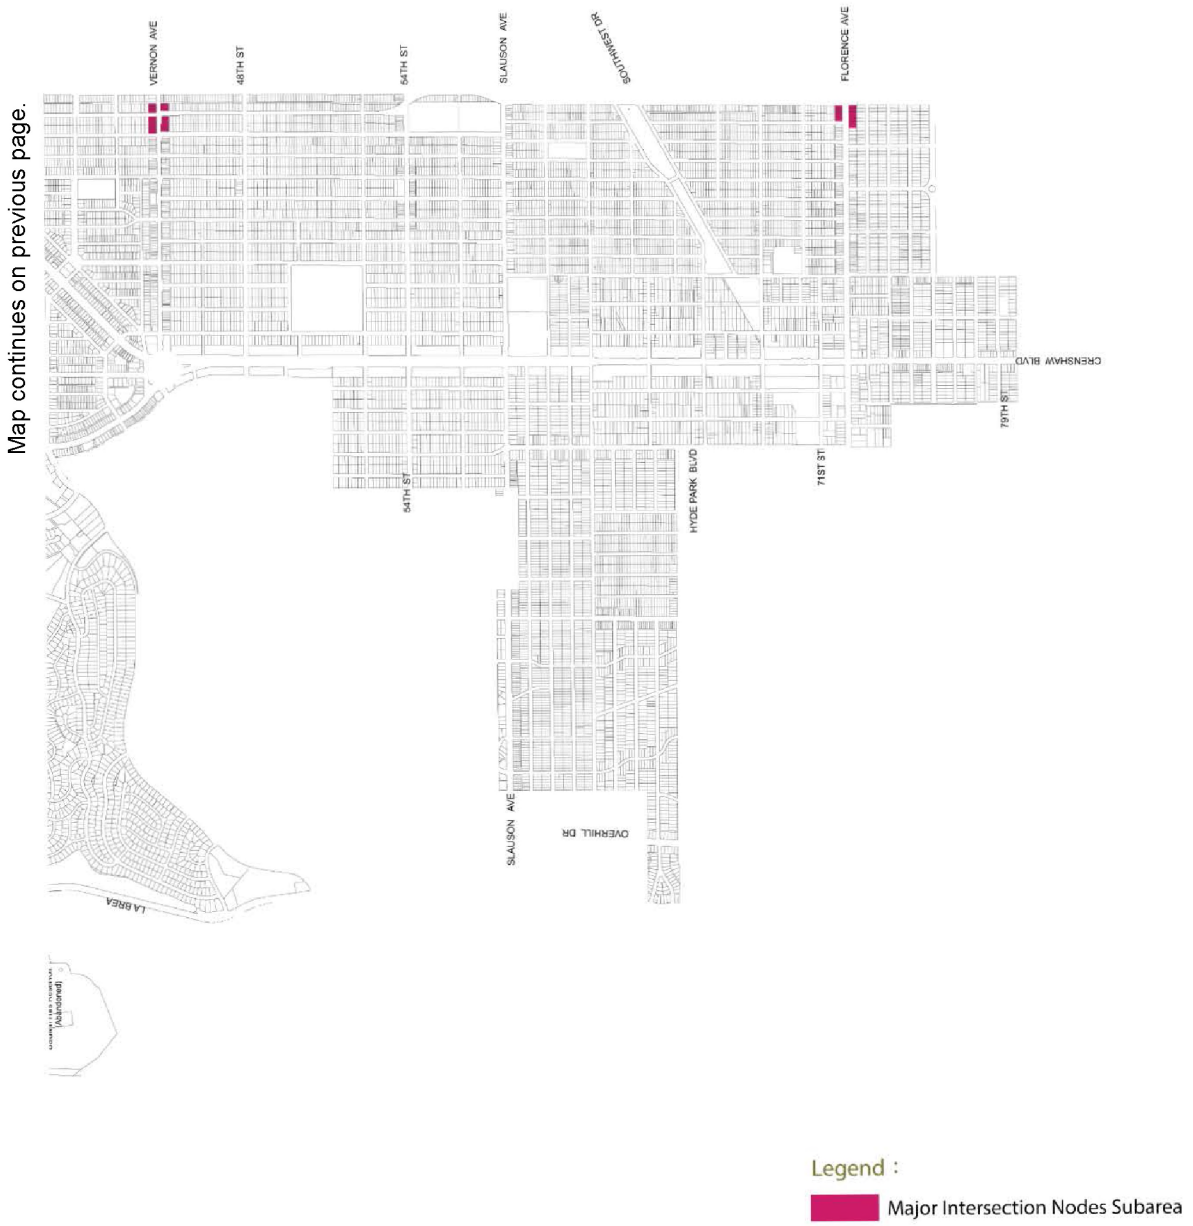 Map continues on previous page.
VERNON AVE
48TH ST
54TH ST
SLAUSON AVE
SOUTHWEST DR
FLORENCE AVE
CRENSHAW BLVD
79TH ST
71ST ST
HYDE PARK BLVD
54TH ST
SLAUSON AVE
OVERHILL DR
LA BREA
(Abandoned)
Legend :
Major Intersection Nodes Subarea